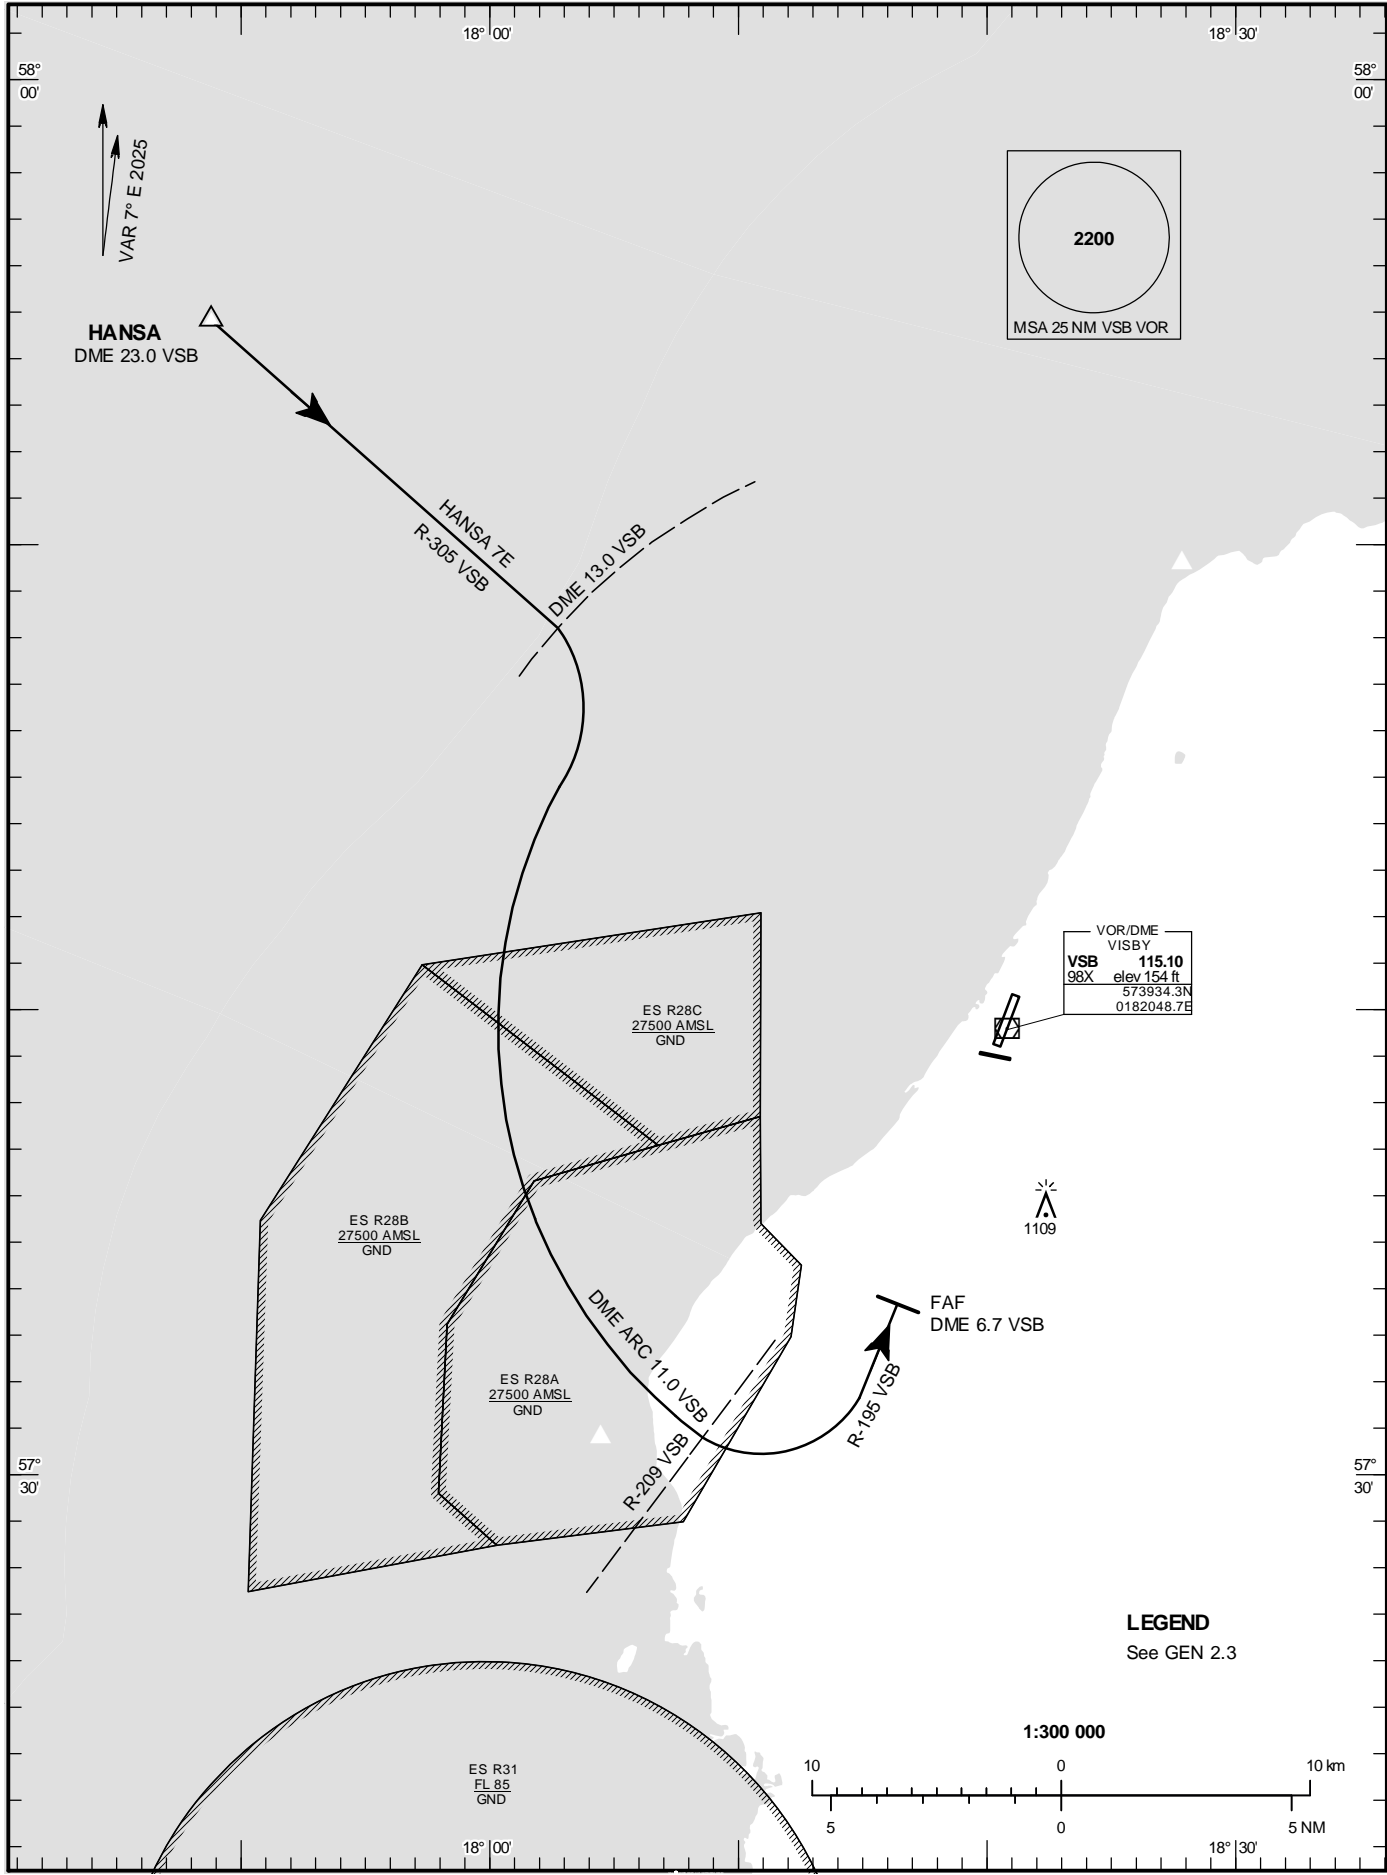 18° 00'
18° 30'
58°
00'
58°
00'
VAR 7° E 2025
2200
MSA 25 NM VSB VOR
HANSA
DME 23.0 VSB
HANSA 7E
R-305 VSB
DME 13.0 VSB
VOR/DME
VISBY
VSB 115.10
98X elev 154 ft
573934.3N
0182048.7E
ES R28C
27500 AMSL
GND
1109
ES R28B
27500 AMSL
GND
FAF
DME 6.7 VSB
DME ARC 11.0 VSB
ES R28A
27500 AMSL
GND
R-195 VSB
R-209 VSB
57°
30'
57°
30'
LEGEND
See GEN 2.3
1:300 000
10 0 10 km
5 0 5 NM
ES R31
FL 85
GND
18° 00'
18° 30'